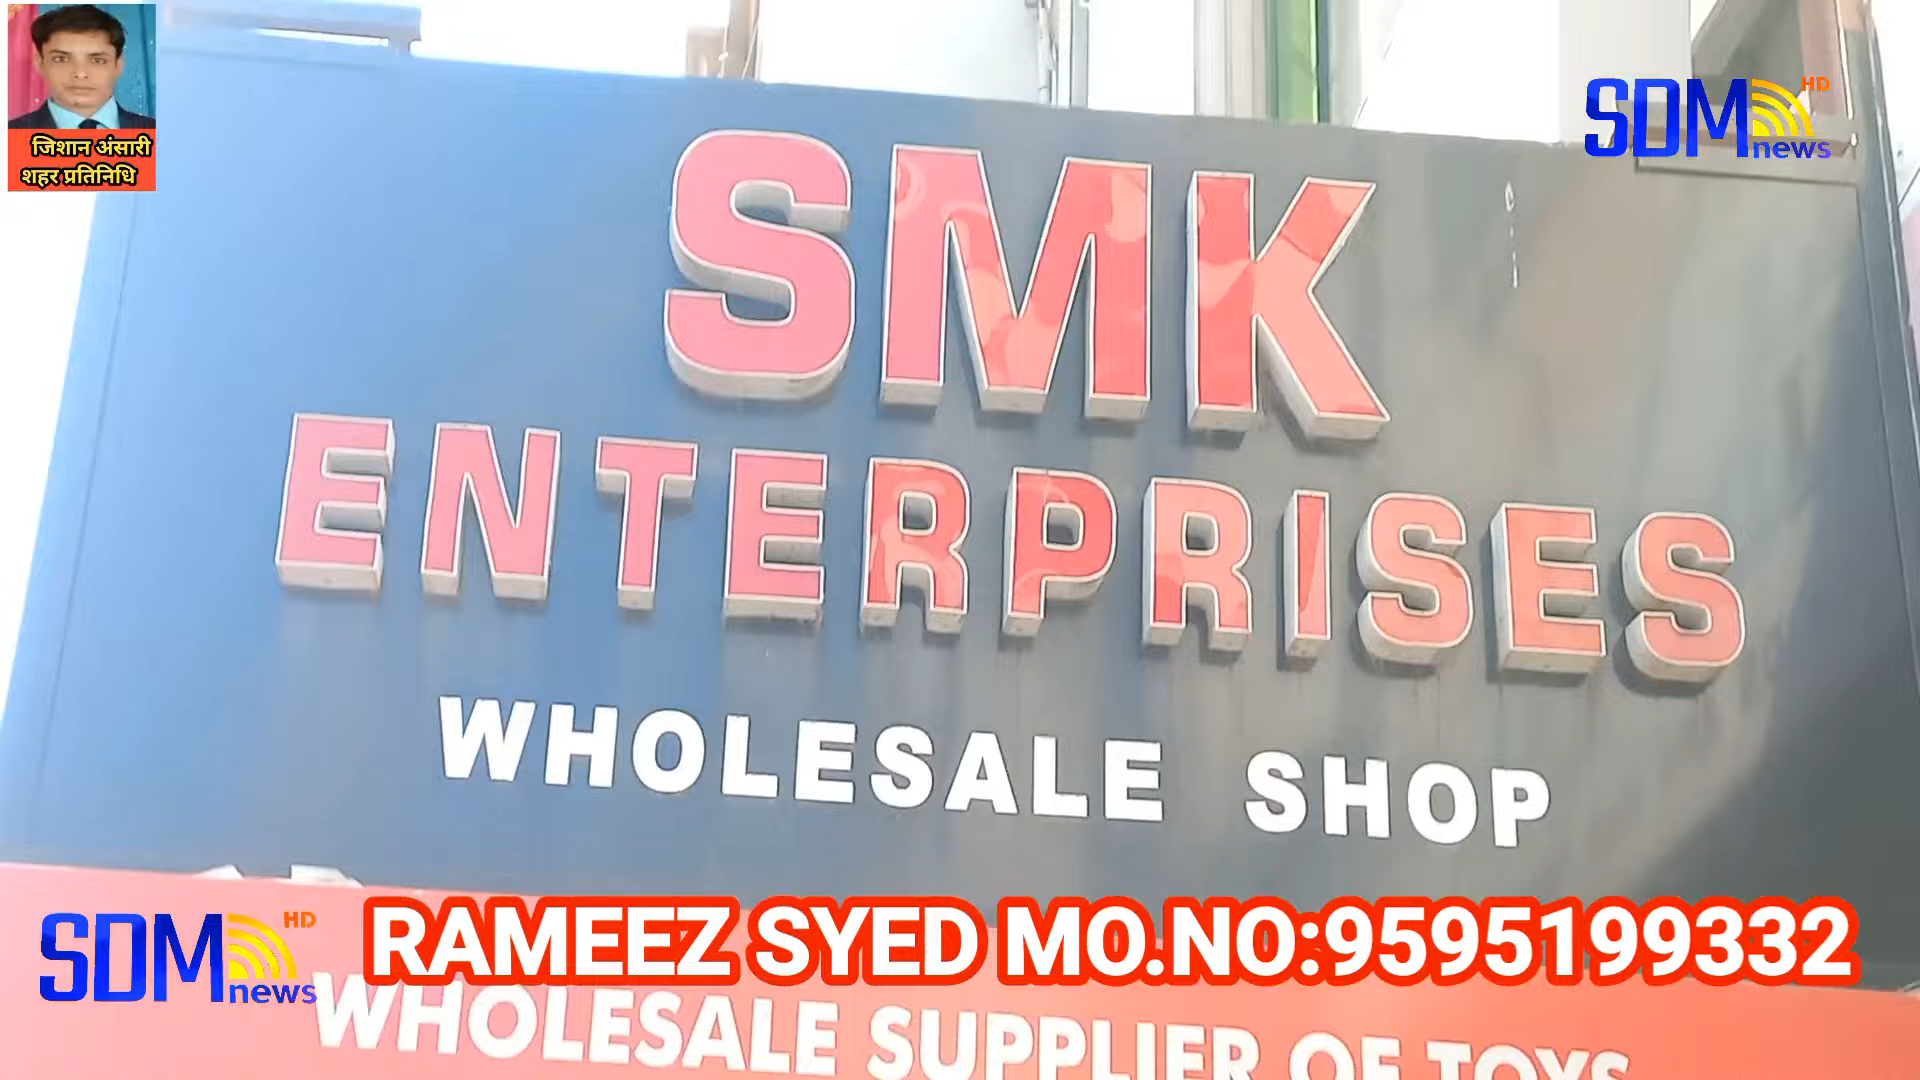 जिशान अंसारी
शहर प्रतिनिधि
SDM HD
news
SMK
ENTERPRISES
WHOLESALE SHOP
SDM HD
news
RAMEEZ SYED MO.NO:9595199332
WHOLESALE SUPPLIER OF TOYS